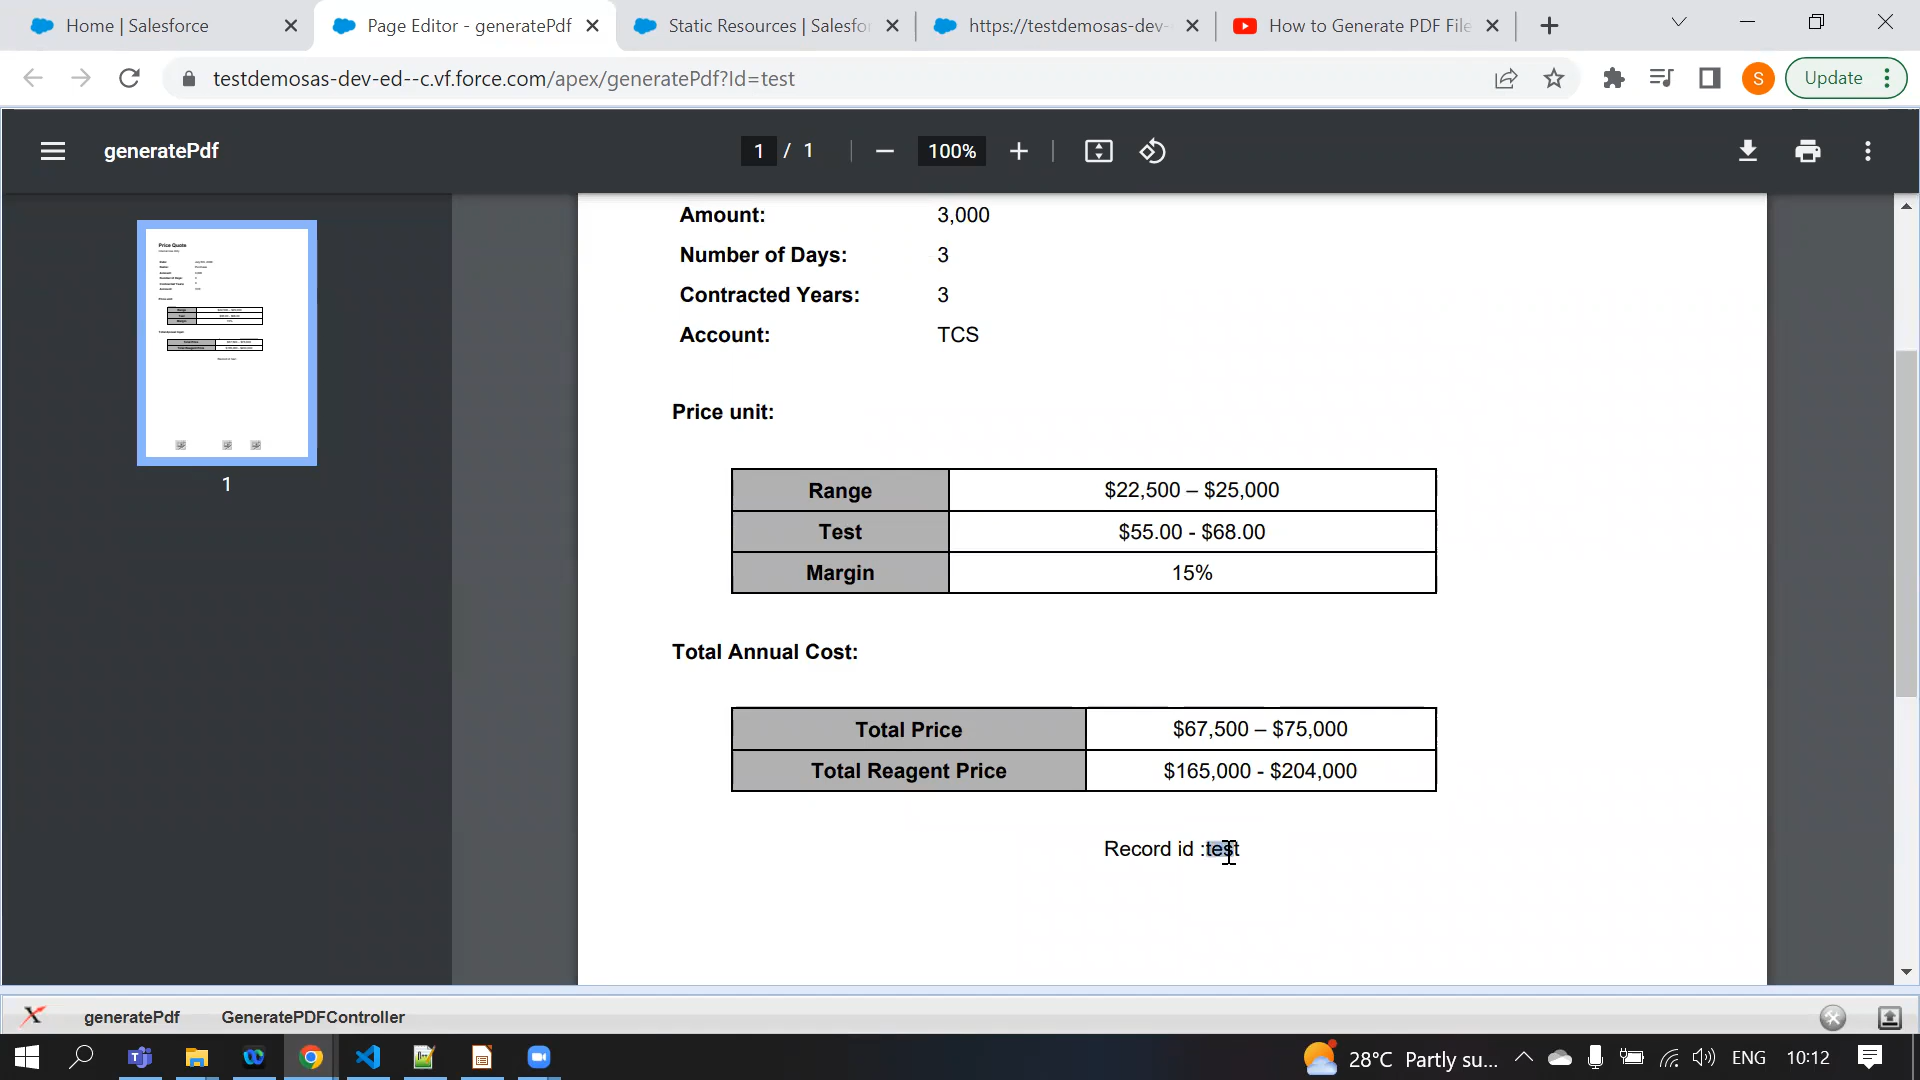 Home | Salesforce
Page Editor - generatePdf
Static Resources | Salesfo
https://testdemosas-dev-
How to Generate PDF File
testdemosas-dev-ed--c.vf.force.com/apex/generatePdf?Id=test
S
Update
generatePdf
1 / 1
100%
Amount: 3,000
Number of Days: 3
Contracted Years: 3
Account: TCS
Price unit:
Range $22,500 – $25,000
Test $55.00 - $68.00
Margin 15%
Total Annual Cost:
Total Price $67,500 – $75,000
Total Reagent Price $165,000 - $204,000
Record id :test
Price Quote
1
generatePdf GeneratePDFController
28°C Partly su...
ENG
10:12